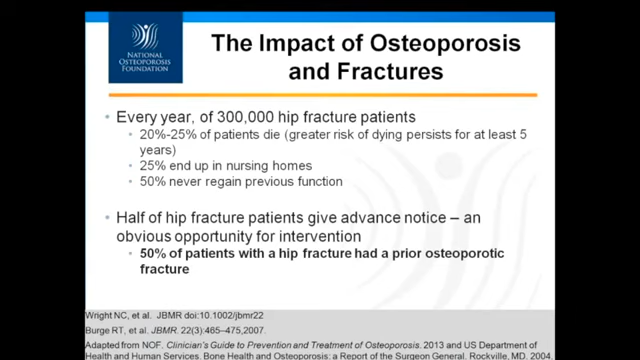 The Impact of Osteoporosis
and Fractures
NATIONAL
OSTEOPOROSIS
FOUNDATION
• Every year, of 300,000 hip fracture patients
• 20%-25% of patients die (greater risk of dying persists for at least 5
years)
• 25% end up in nursing homes
• 50% never regain previous function
• Half of hip fracture patients give advance notice – an
obvious opportunity for intervention
• 50% of patients with a hip fracture had a prior osteoporotic
fracture
Wright NC, et al. JBMR doi:10.1002/jbmr22
Burge RT, et al. JBMR. 22(3):465–475,2007.
Adapted from NOF. Clinician's Guide to Prevention and Treatment of Osteoporosis. 2013 and US Department of
Health and Human Services. Bone Health and Osteoporosis: a Report of the Surgeon General. Rockville, MD. 2004.